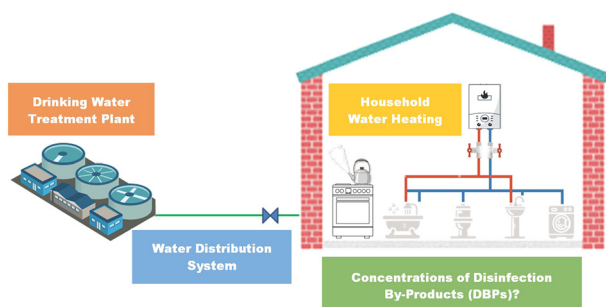 Drinking Water
Treatment Plant
Household
Water Heating
Water Distribution
System
Concentrations of Disinfection
By-Products (DBPs)?